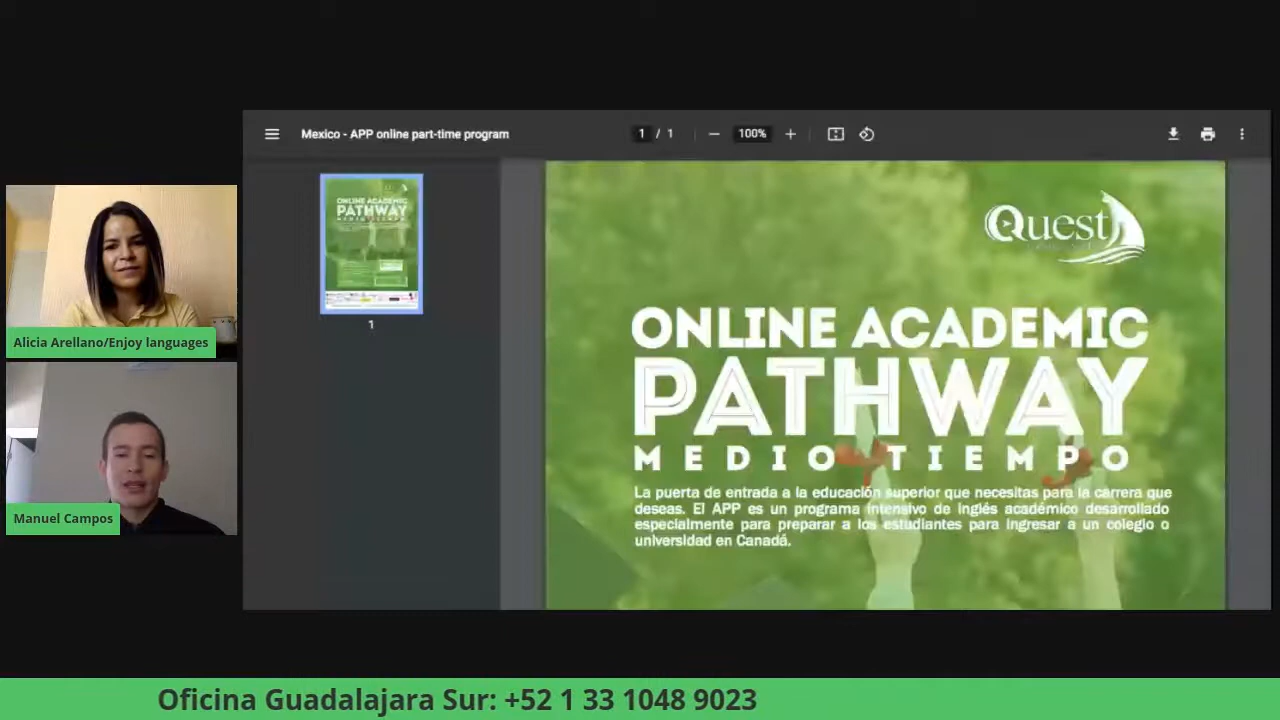 Mexico - APP online part-time program
1 / 1
100%
ONLINE ACADEMIC
PATHWAY
1
Alicia Arellano/Enjoy languages
Manuel Campos
Quest
ONLINE ACADEMIC
PATHWAY
MEDIO TIEMPO
La puerta de entrada a la educación superior que necesitas para la carrera que
deseas. El APP es un programa intensivo de inglés académico desarrollado
especialmente para preparar a los estudiantes para ingresar a un colegio o
universidad en Canadá.
Oficina Guadalajara Sur: +52 1 33 1048 9023